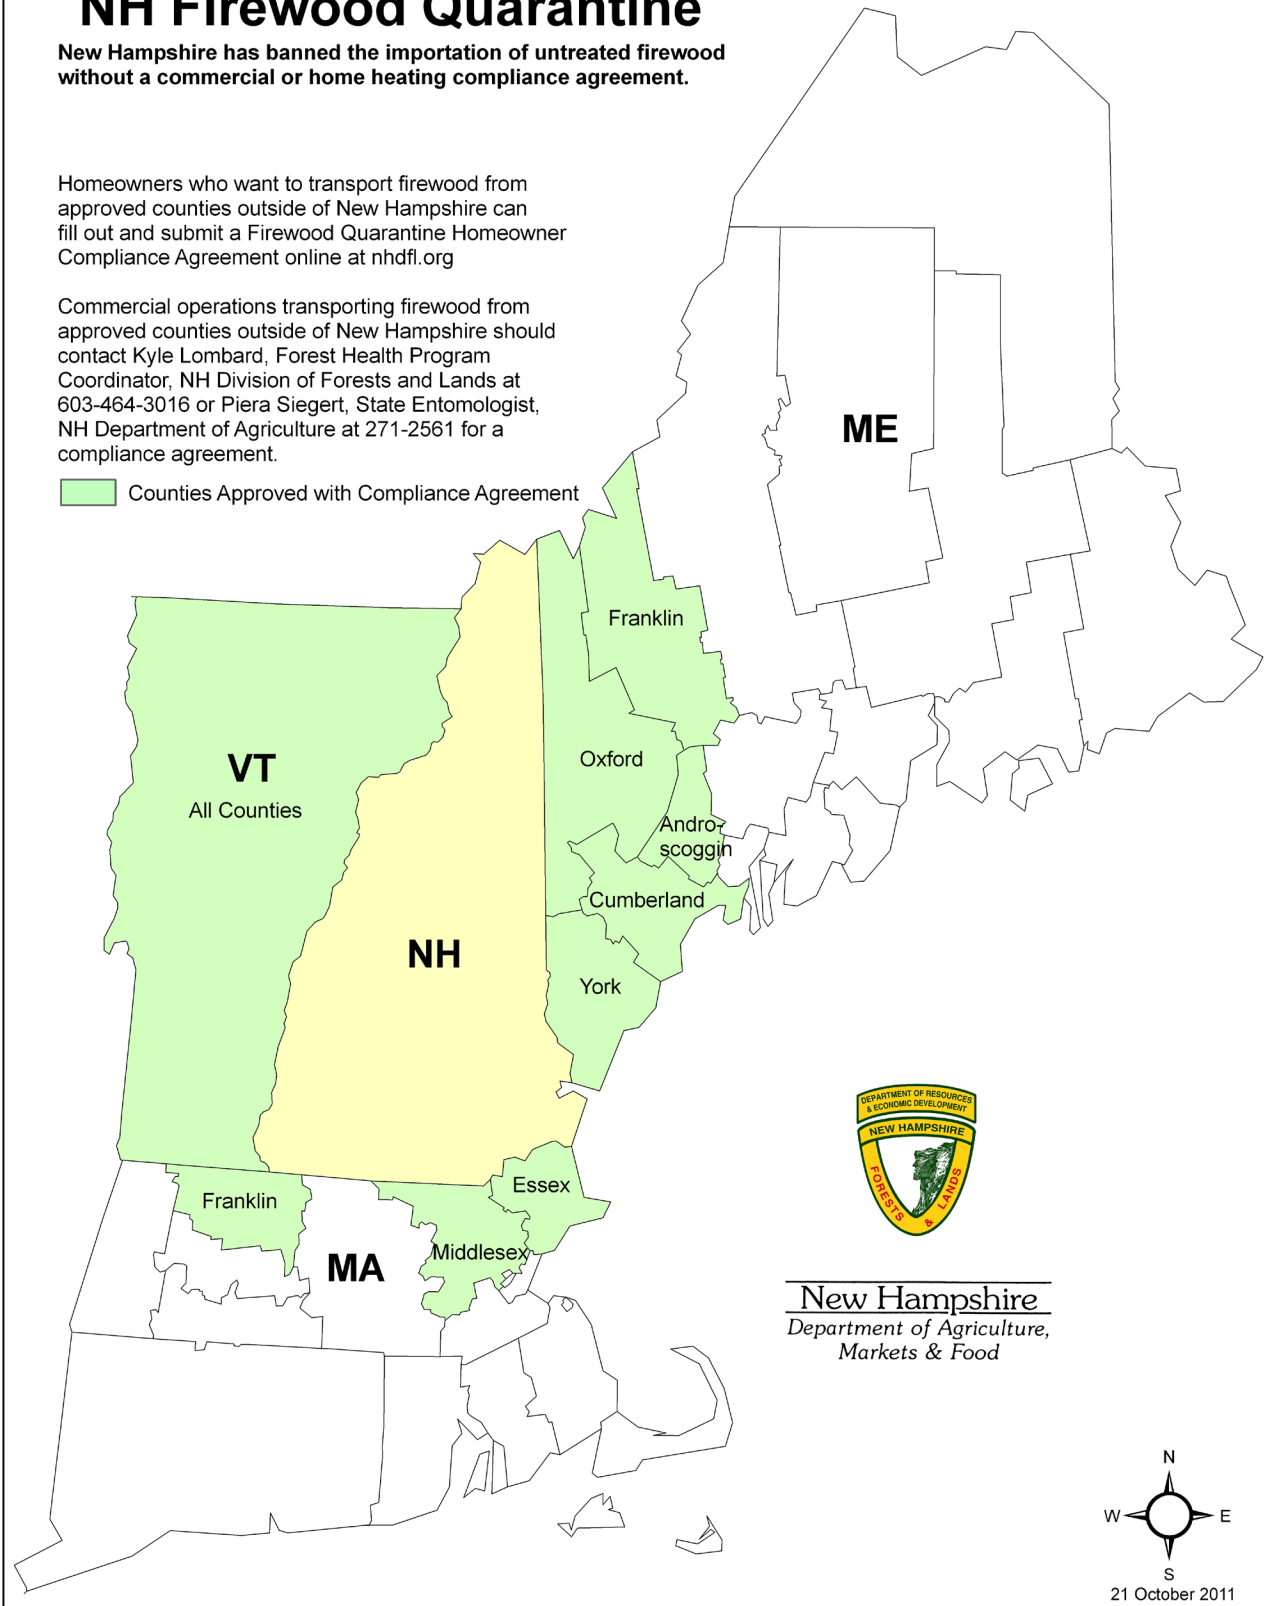 NH Firewood Quarantine
New Hampshire has banned the importation of untreated firewood
without a commercial or home heating compliance agreement.
Homeowners who want to transport firewood from
approved counties outside of New Hampshire can
fill out and submit a Firewood Quarantine Homeowner
Compliance Agreement online at nhdfl.org
Commercial operations transporting firewood from
approved counties outside of New Hampshire should
contact Kyle Lombard, Forest Health Program
Coordinator, NH Division of Forests and Lands at
603-464-3016 or Piera Siegert, State Entomologist,
NH Department of Agriculture at 271-2561 for a
compliance agreement.
Counties Approved with Compliance Agreement
ME
Franklin
VT
All Counties
Oxford
Andro-
scoggin
Cumberland
NH
York
Essex
Franklin
Middlesex
MA
DEPARTMENT OF RESOURCES
& ECONOMIC DEVELOPMENT
NEW HAMPSHIRE
FORESTS & LANDS
New Hampshire
Department of Agriculture,
Markets & Food
N
W E
S
21 October 2011